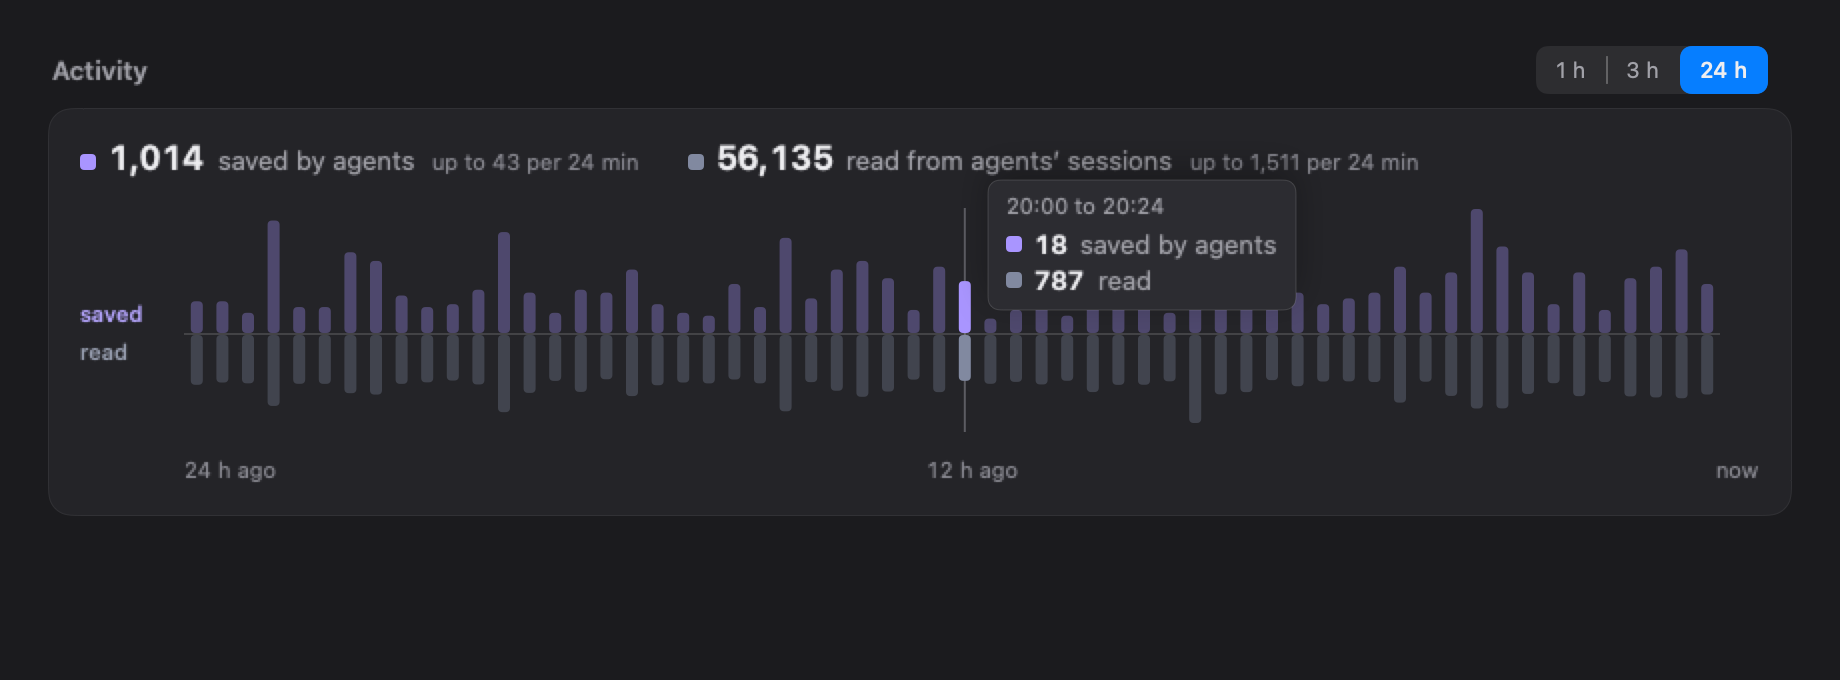 Activity
1 h
3 h
24 h
1,014 saved by agents up to 43 per 24 min
56,135 read from agents’ sessions up to 1,511 per 24 min
20:00 to 20:24
18 saved by agents
787 read
saved
read
24 h ago
12 h ago
now